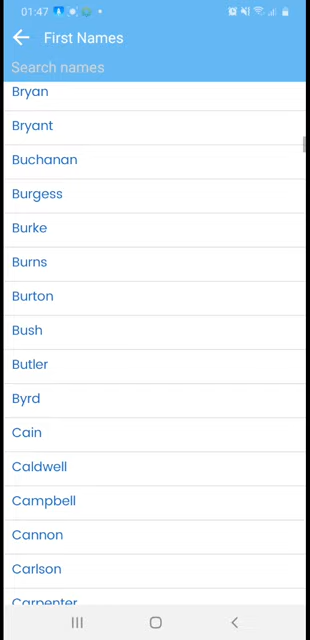 01:47
First Names
Search names
Bryan
Bryant
Buchanan
Burgess
Burke
Burns
Burton
Bush
Butler
Byrd
Cain
Caldwell
Campbell
Cannon
Carlson
Carpenter